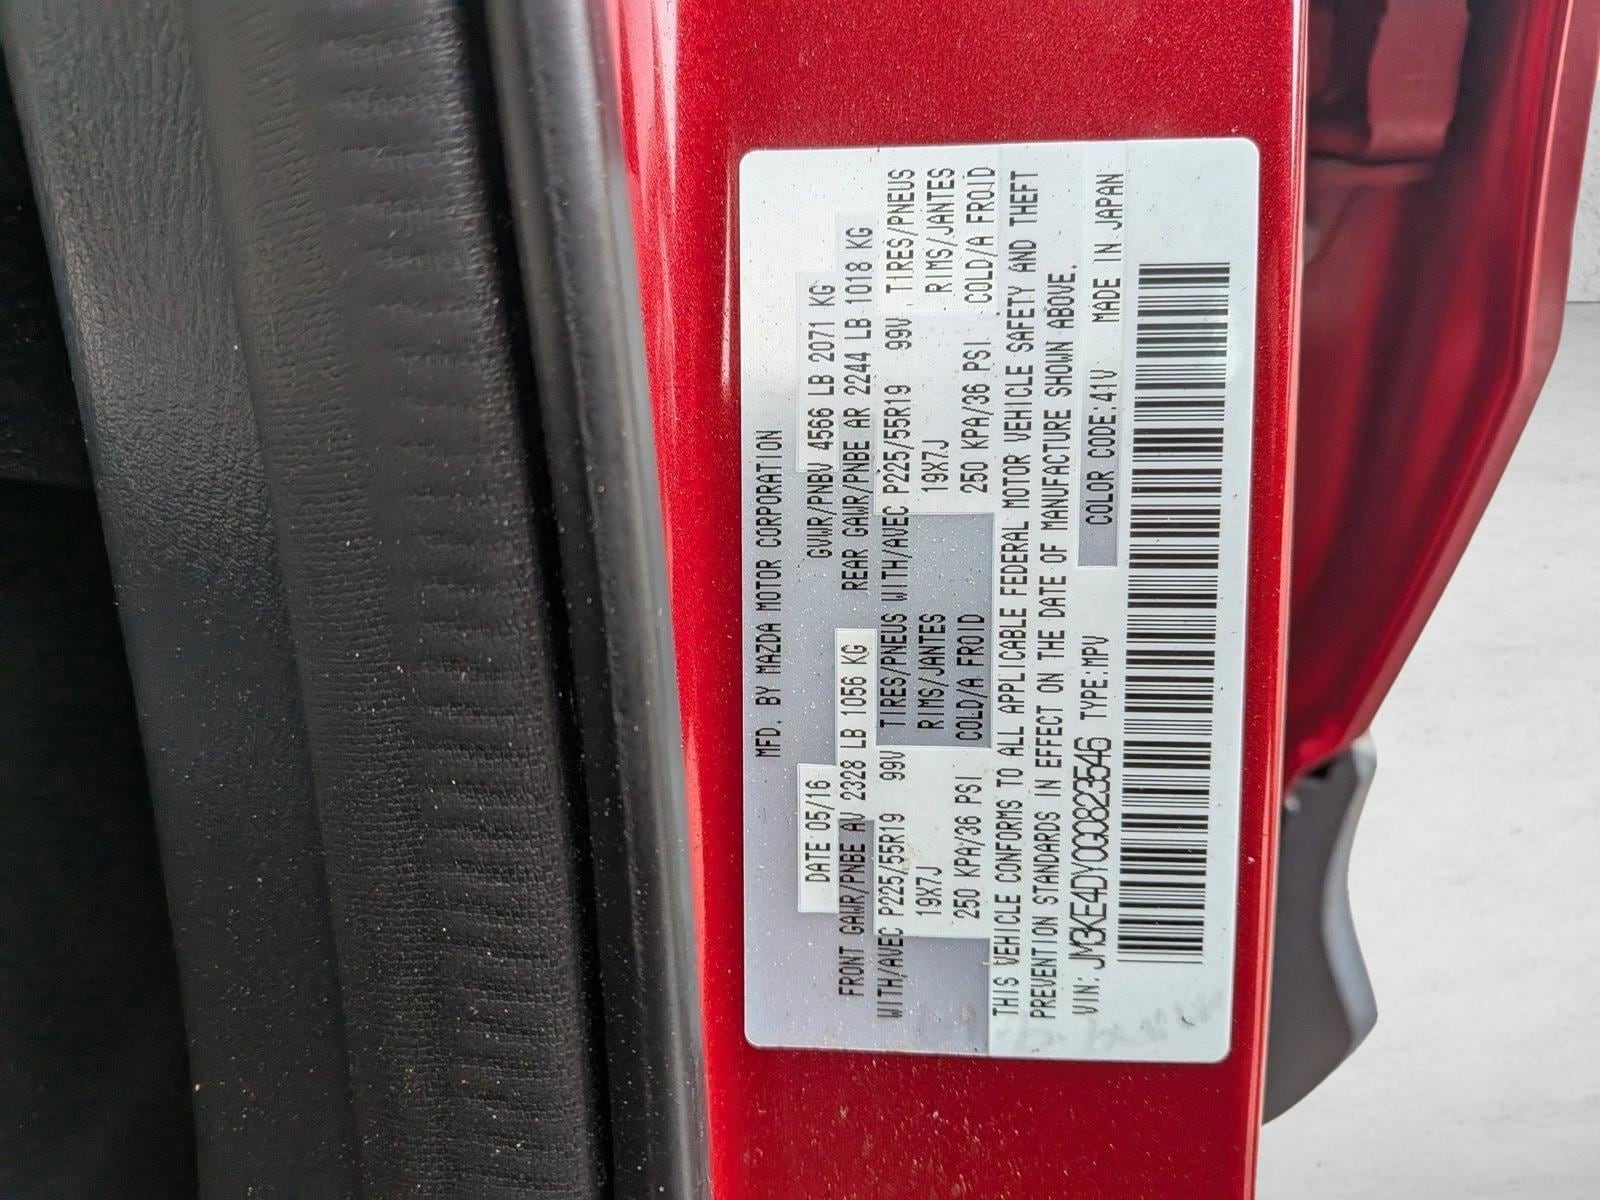 MFD. BY MAZDA MOTOR CORPORATION
DATE 05/16 GVWR/PNBV 4566 LB 2071 KG
FRONT GAWR/PNBE AV 2328 LB 1056 KG REAR GAWR/PNBE AR 2244 LB 1018 KG
WITH/AVEC P225/55R19 99V TIRES/PNEUS WITH/AVEC P225/55R19 99V TIRES/PNEUS
19X7J RIMS/JANTES 19X7J RIMS/JANTES
250 KPA/36 PSI COLD/A FROID 250 KPA/36 PSI COLD/A FROID
THIS VEHICLE CONFORMS TO ALL APPLICABLE FEDERAL MOTOR VEHICLE SAFETY AND THEFT
PREVENTION STANDARDS IN EFFECT ON THE DATE OF MANUFACTURE SHOWN ABOVE.
VIN: JM3KE4DY0G0823546 TYPE:MPV COLOR CODE:41V MADE IN JAPAN